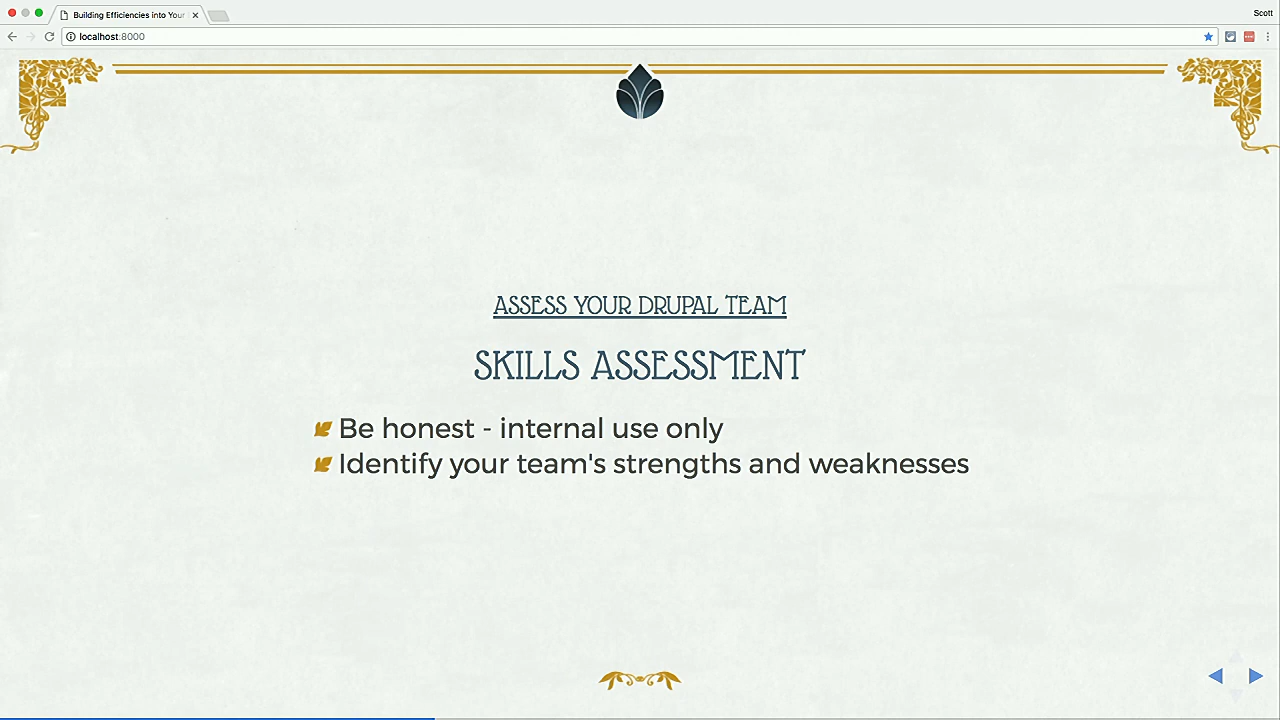 Building Efficiencies into Your
Scott
localhost:8000
ASSESS YOUR DRUPAL TEAM
SKILLS ASSESSMENT
Be honest - internal use only
Identify your team's strengths and weaknesses